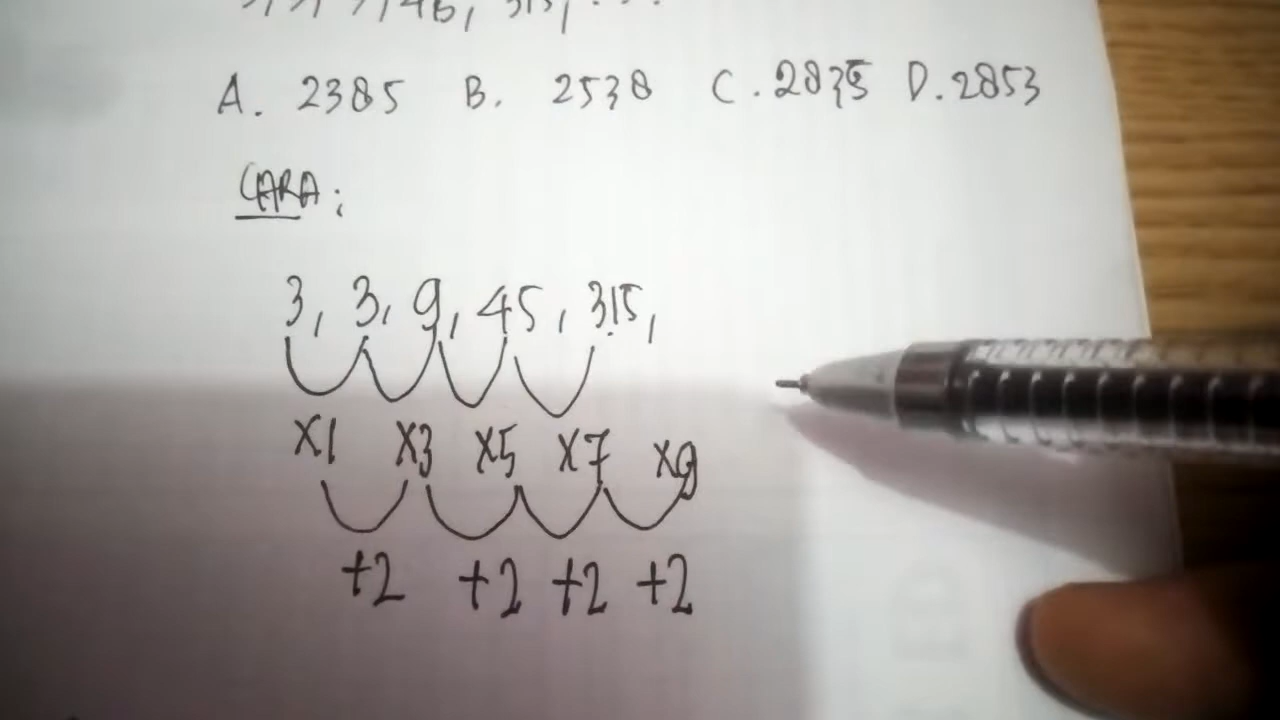 315, . . .
A. 2385 B. 2538 C. 2835 D. 2853
CARA:
3, 3, 9, 45, 315,
x1 x3 x5 x7 x9
+2 +2 +2 +2